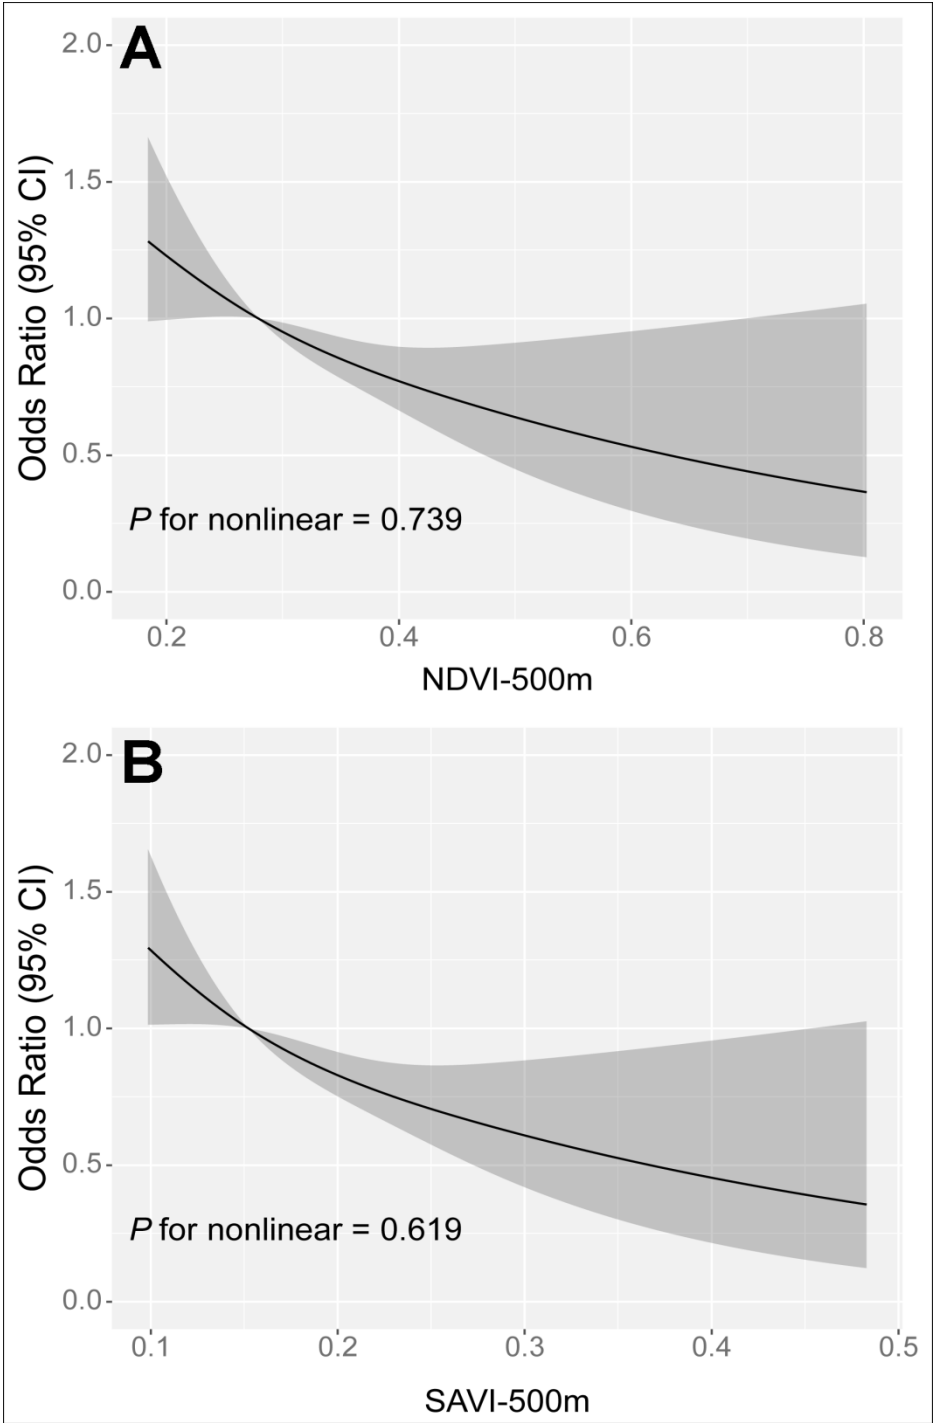 A
2.0
1.5
1.0
0.5
0.0
Odds Ratio (95% CI)
P for nonlinear = 0.739
0.2 0.4 0.6 0.8
NDVI-500m
B
2.0
1.5
1.0
0.5
0.0
Odds Ratio (95% CI)
P for nonlinear = 0.619
0.1 0.2 0.3 0.4 0.5
SAVI-500m